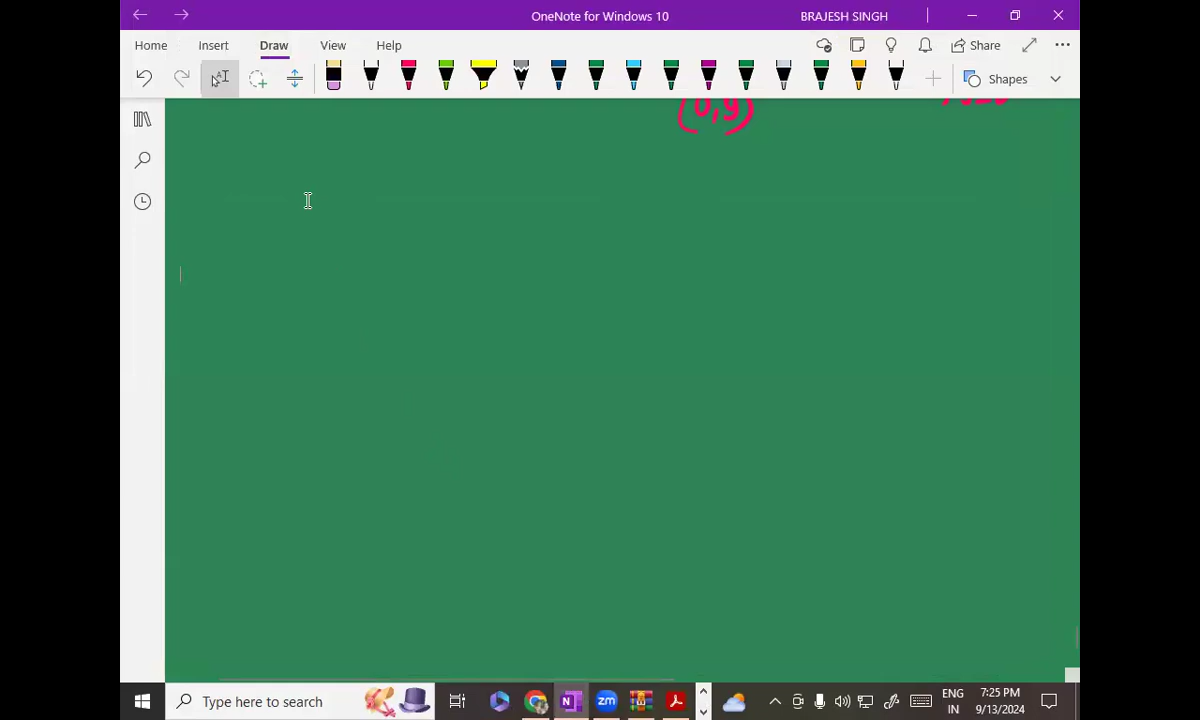 OneNote for Windows 10
BRAJESH SINGH
Home Insert Draw View Help
Share
Shapes
(0,y)
Type here to search
ENG
IN
7:25 PM
9/13/2024